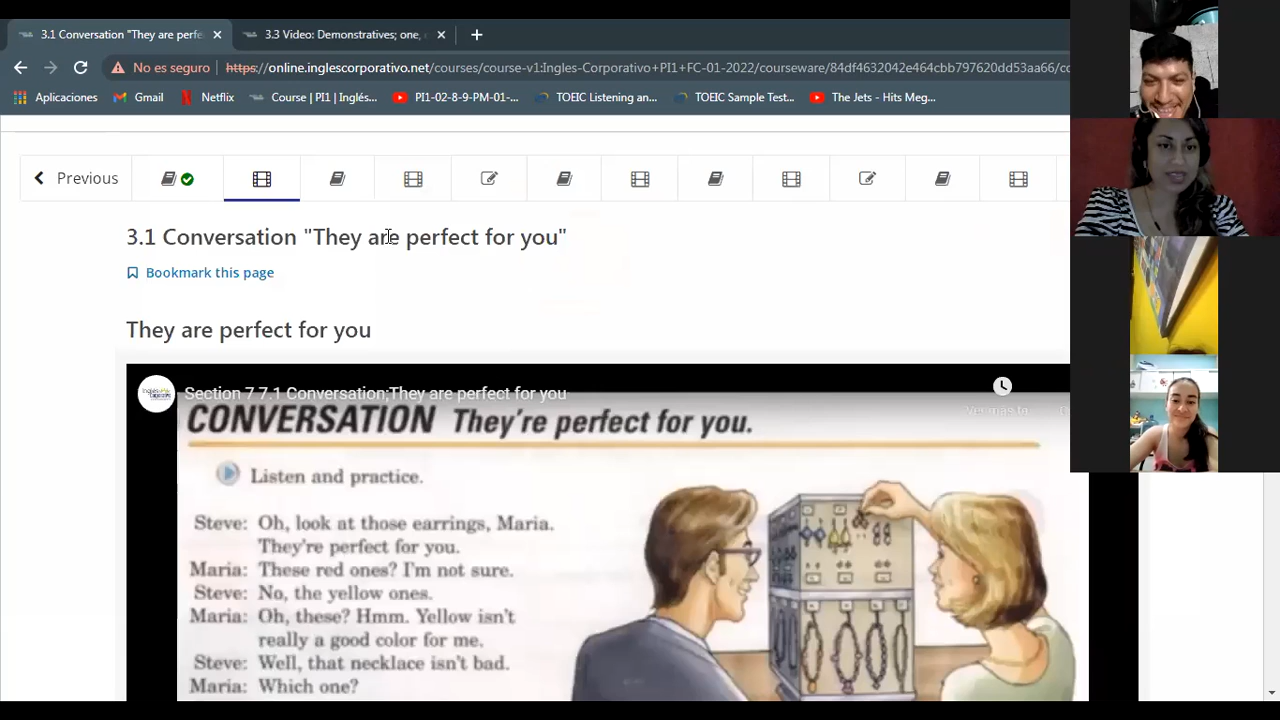 3.1 Conversation "They are perfe
3.3 Video: Demonstratives; one,
No es seguro
https://online.inglescorporativo.net/courses/course-v1:Ingles-Corporativo+PI1+FC-01-2022/courseware/84df4632042e464cbb797620dd53aa66/cc
Aplicaciones
Gmail
Netflix
Course | PI1 | Inglés...
PI1-02-8-9-PM-01-...
TOEIC Listening an...
TOEIC Sample Test...
The Jets - Hits Meg...
Previous
3.1 Conversation "They are perfect for you"
Bookmark this page
They are perfect for you
Section 7 7.1 Conversation;They are perfect for you
CONVERSATION They're perfect for you.
Listen and practice.
Steve: Oh, look at those earrings, Maria.
They're perfect for you.
Maria: These red ones? I'm not sure.
Steve: No, the yellow ones.
Maria: Oh, these? Hmm. Yellow isn't
really a good color for me.
Steve: Well, that necklace isn't bad.
Maria: Which one?